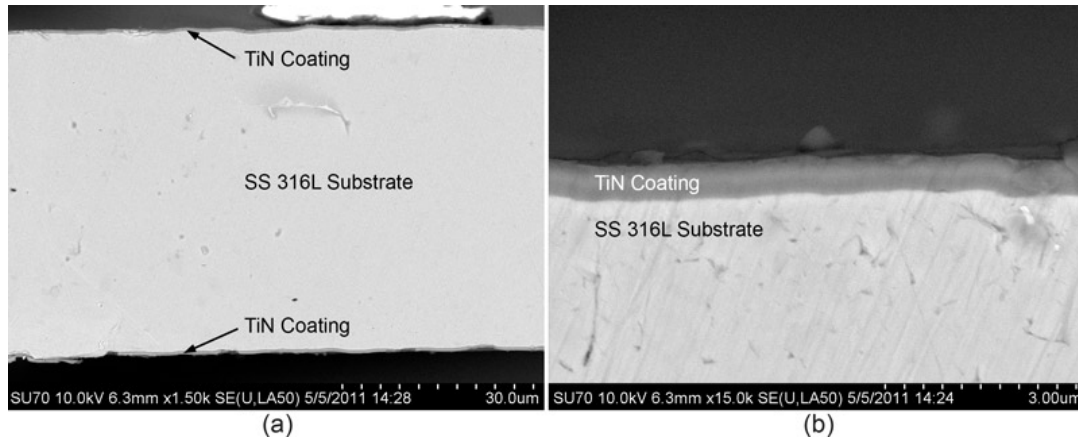 TiN Coating
SS 316L Substrate
TiN Coating
SU70 10.0kV 6.3mm x1.50k SE(U,LA50) 5/5/2011 14:28 30.0um
(a)
TiN Coating
SS 316L Substrate
SU70 10.0kV 6.3mm x15.0k SE(U,LA50) 5/5/2011 14:24 3.00um
(b)